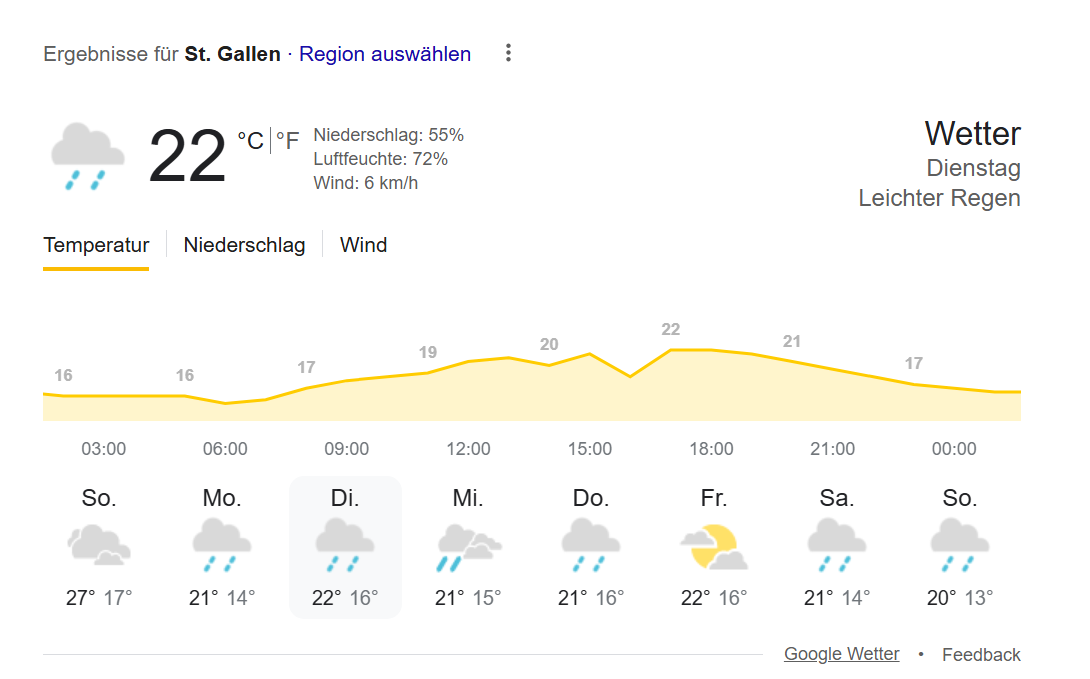 Ergebnisse für St. Gallen · Region auswählen
22 °C | °F
Niederschlag: 55%
Luftfeuchte: 72%
Wind: 6 km/h
Wetter
Dienstag
Leichter Regen
Temperatur Niederschlag Wind
16 16 17 19 20 22 21 17
03:00 06:00 09:00 12:00 15:00 18:00 21:00 00:00
So. Mo. Di. Mi. Do. Fr. Sa. So.
27° 17° 21° 14° 22° 16° 21° 15° 21° 16° 22° 16° 21° 14° 20° 13°
Google Wetter • Feedback